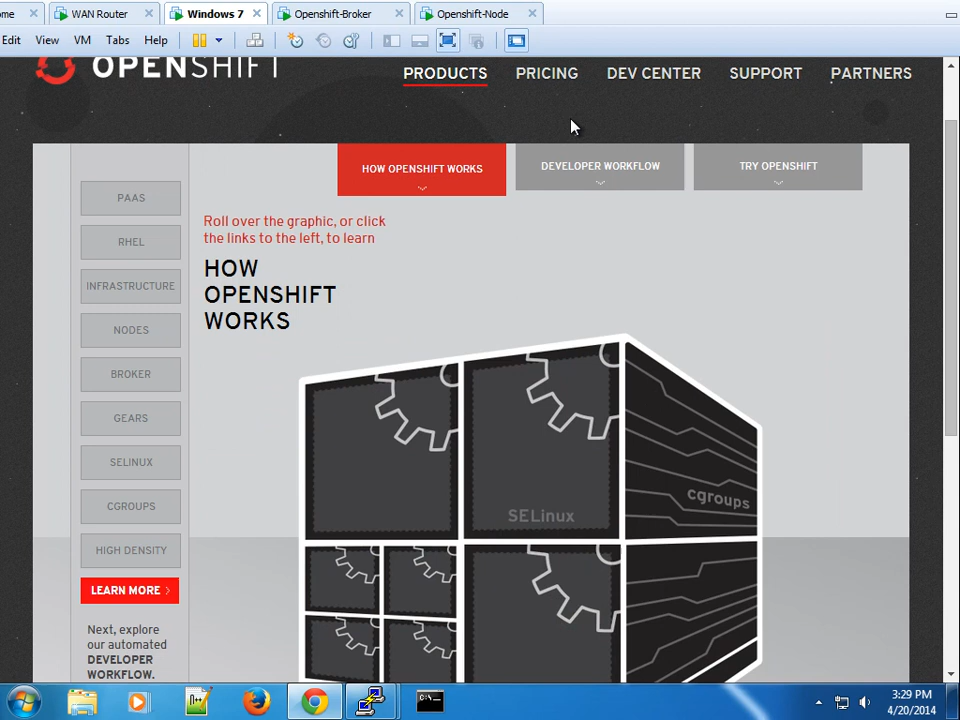 ome
WAN Router
Windows 7
Openshift-Broker
Openshift-Node
Edit View VM Tabs Help
OPENSHIFT
PRODUCTS PRICING DEV CENTER SUPPORT PARTNERS
HOW OPENSHIFT WORKS
DEVELOPER WORKFLOW
TRY OPENSHIFT
PAAS
RHEL
INFRASTRUCTURE
NODES
BROKER
GEARS
SELINUX
CGROUPS
HIGH DENSITY
LEARN MORE >
Next, explore
our automated
DEVELOPER
WORKFLOW.
Roll over the graphic, or click
the links to the left, to learn
HOW
OPENSHIFT
WORKS
SELinux
cgroups
C:\.
3:29 PM
4/20/2014